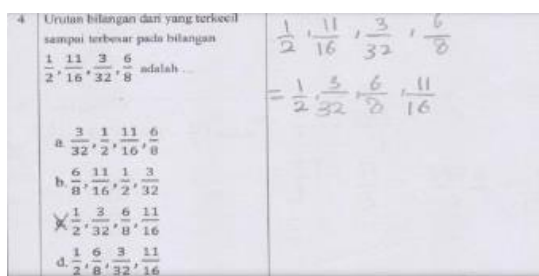 4 Urutan bilangan dari yang terkecil
sampai terbesar pada bilangan
1/2, 11/16, 3/32, 6/8 adalah ...
a. 3/32, 1/2, 11/16, 6/8
b. 6/8, 11/16, 1/2, 3/32
c. 1/2, 3/32, 6/8, 11/16
d. 1/2, 6/8, 3/32, 11/16
1/2, 11/16, 3/32, 6/8
= 1/2, 3/32, 6/8, 11/16